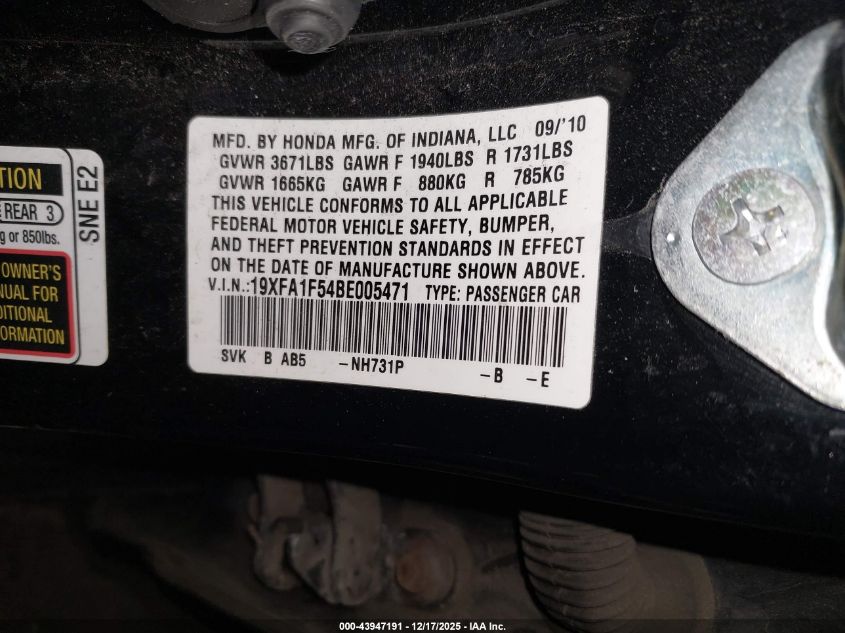 TION
REAR 3
g or 850lbs.
OWNER'S
NUAL FOR
DITIONAL
FORMATION
SNE E2
MFD. BY HONDA MFG. OF INDIANA, LLC 09/'10
GVWR 3671LBS GAWR F 1940LBS R 1731LBS
GVWR 1665KG GAWR F 880KG R 785KG
THIS VEHICLE CONFORMS TO ALL APPLICABLE
FEDERAL MOTOR VEHICLE SAFETY, BUMPER,
AND THEFT PREVENTION STANDARDS IN EFFECT
ON THE DATE OF MANUFACTURE SHOWN ABOVE.
V.I.N.:19XFA1F54BE005471 TYPE: PASSENGER CAR
SVK B AB5 -NH731P -B -E
000-43947191 - 12/17/2025 - IAA Inc.